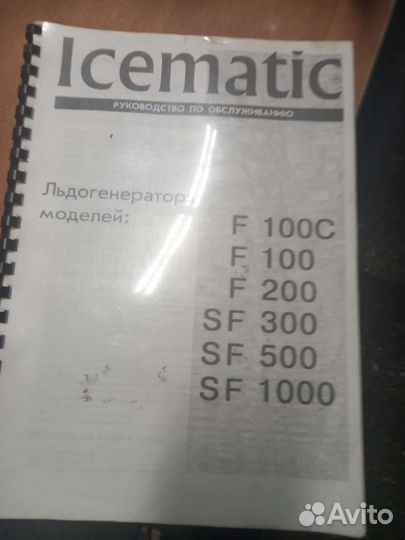 Icematic
РУКОВОДСТВО ПО ОБСЛУЖИВАНИЮ
Льдогенератор
моделей:
F 100C
F 100
F 200
SF 300
SF 500
SF 1000
Avito